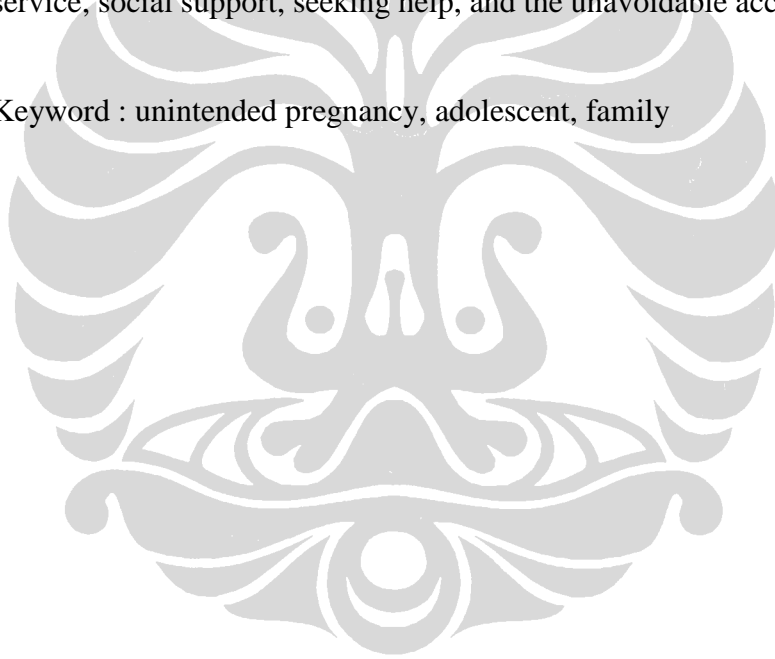 service, social support, seeking help, and the unavoidable acc
Keyword : unintended pregnancy, adolescent, family